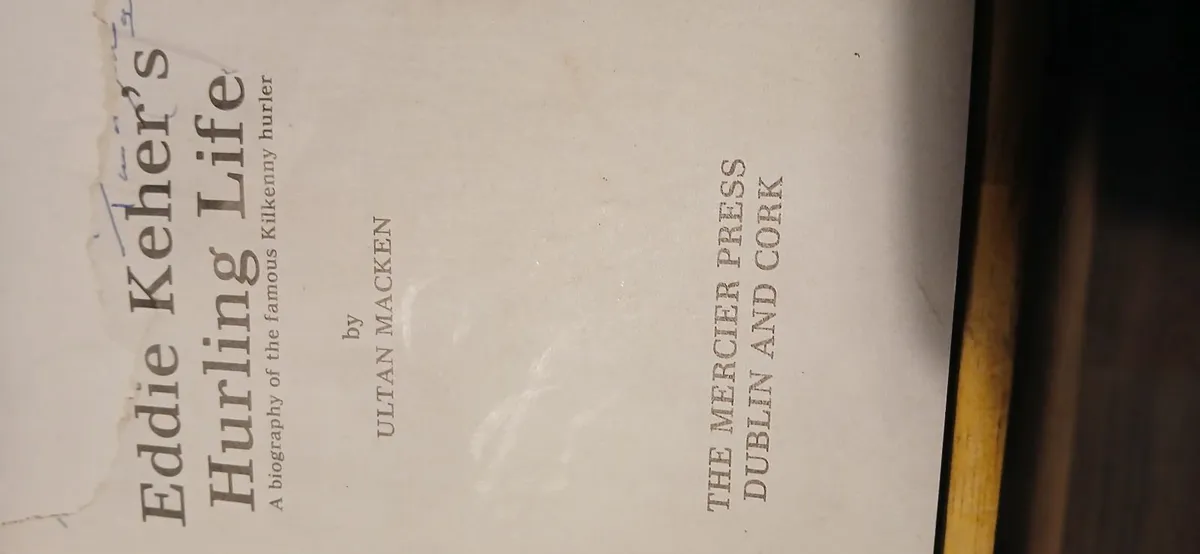 Eddie Keher's
Hurling Life
A biography of the famous Kilkenny hurler
by
ULTAN MACKEN
THE MERCIER PRESS
DUBLIN AND CORK